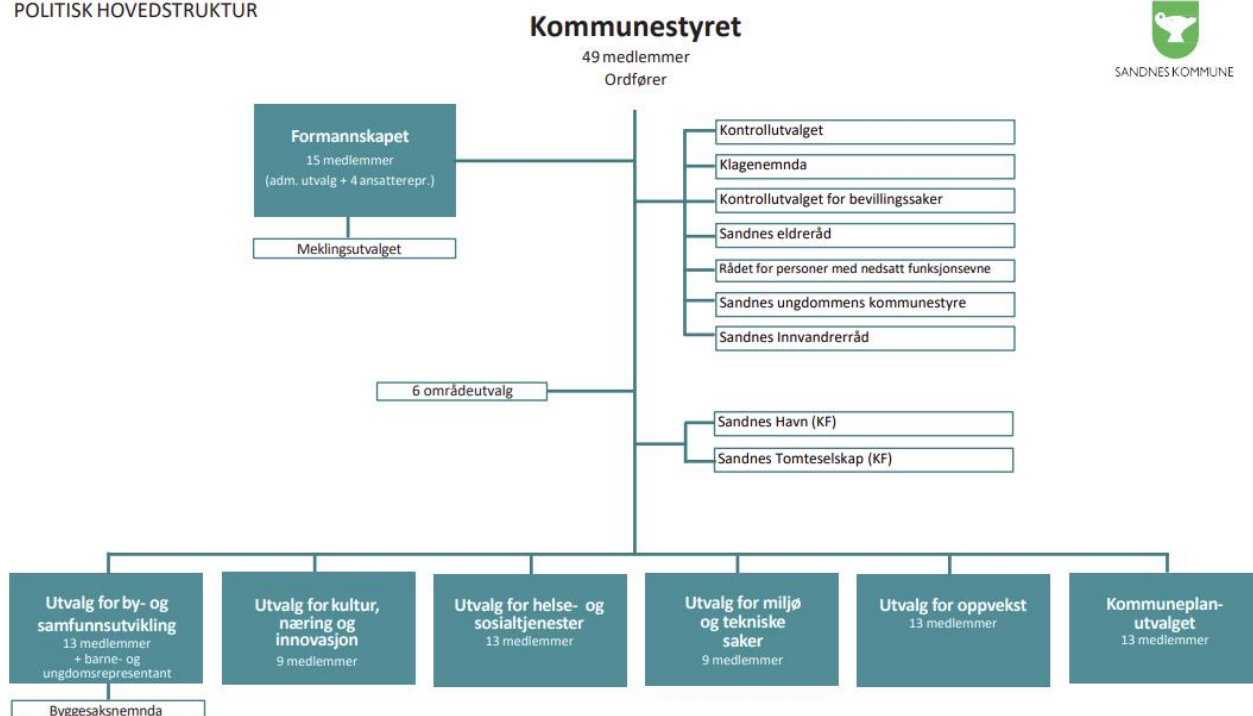 POLITISK HOVEDSTRUKTUR
Kommunestyret
49 medlemmer
Ordfører
SANDNES KOMMUNE
Formannskapet
15 medlemmer
(adm. utvalg + 4 ansatterepr.)
Meklingsutvalget
Kontrollutvalget
Klagenemnda
Kontrollutvalget for bevillingssaker
Sandnes eldreråd
Rådet for personer med nedsatt funksjonsevne
Sandnes ungdommens kommunestyre
Sandnes Innvandrerråd
6 områdeutvalg
Sandnes Havn (KF)
Sandnes Tomteselskap (KF)
Utvalg for by- og
samfunnsutvikling
13 medlemmer
+ barne- og
ungdomsrepresentant
Byggesaksnemnda
Utvalg for kultur,
næring og
innovasjon
9 medlemmer
Utvalg for helse- og
sosialtjenester
13 medlemmer
Utvalg for miljø
og tekniske
saker
9 medlemmer
Utvalg for oppvekst
13 medlemmer
Kommuneplan-
utvalget
13 medlemmer